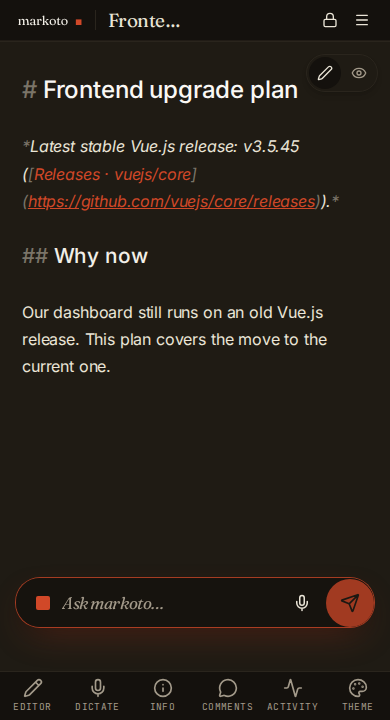 markoto
Fronte...
# Frontend upgrade plan
*Latest stable Vue.js release: v3.5.45
([Releases · vuejs/core]
(https://github.com/vuejs/core/releases)).*
## Why now
Our dashboard still runs on an old Vue.js
release. This plan covers the move to the
current one.
Ask markoto...
EDITOR DICTATE INFO COMMENTS ACTIVITY THEME